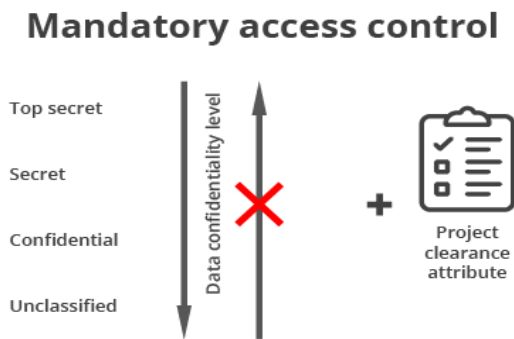 Mandatory access control
Top secret
Secret
Confidential
Unclassified
Data confidentiality level
Project
clearance
attribute